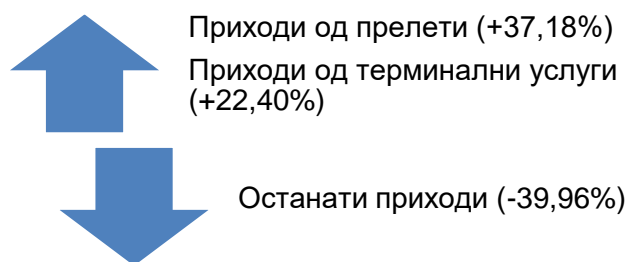 Приходи од прелети (+37,18%)
Приходи од терминални услуги
(+22,40%)
Останати приходи (-39,96%)